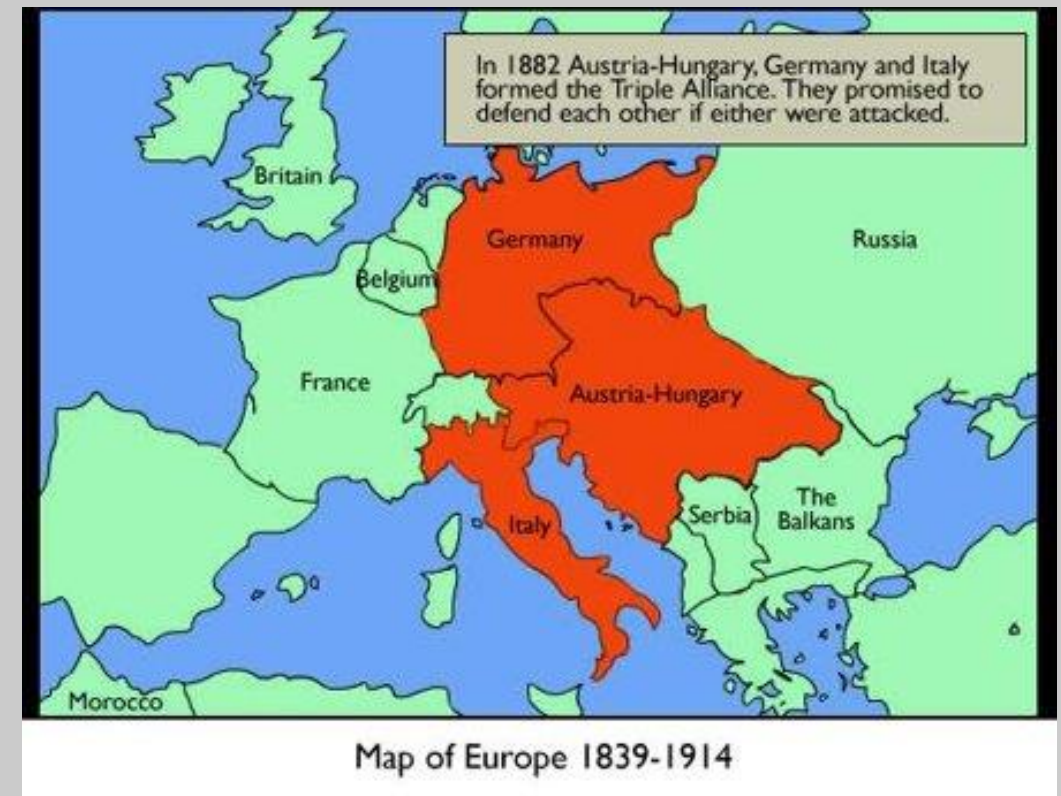 In 1882 Austria-Hungary, Germany and Italy
formed the Triple Alliance. They promised to
defend each other if either were attacked.
Britain
Germany
Russia
Belgium
France
Austria-Hungary
The
Balkans
Serbia
Italy
Morocco
Map of Europe 1839-1914